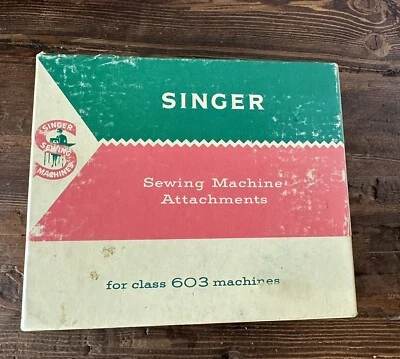 SINGER
SINGER
SEWING
MACHINES
Sewing Machine
Attachments
for class 603 machines